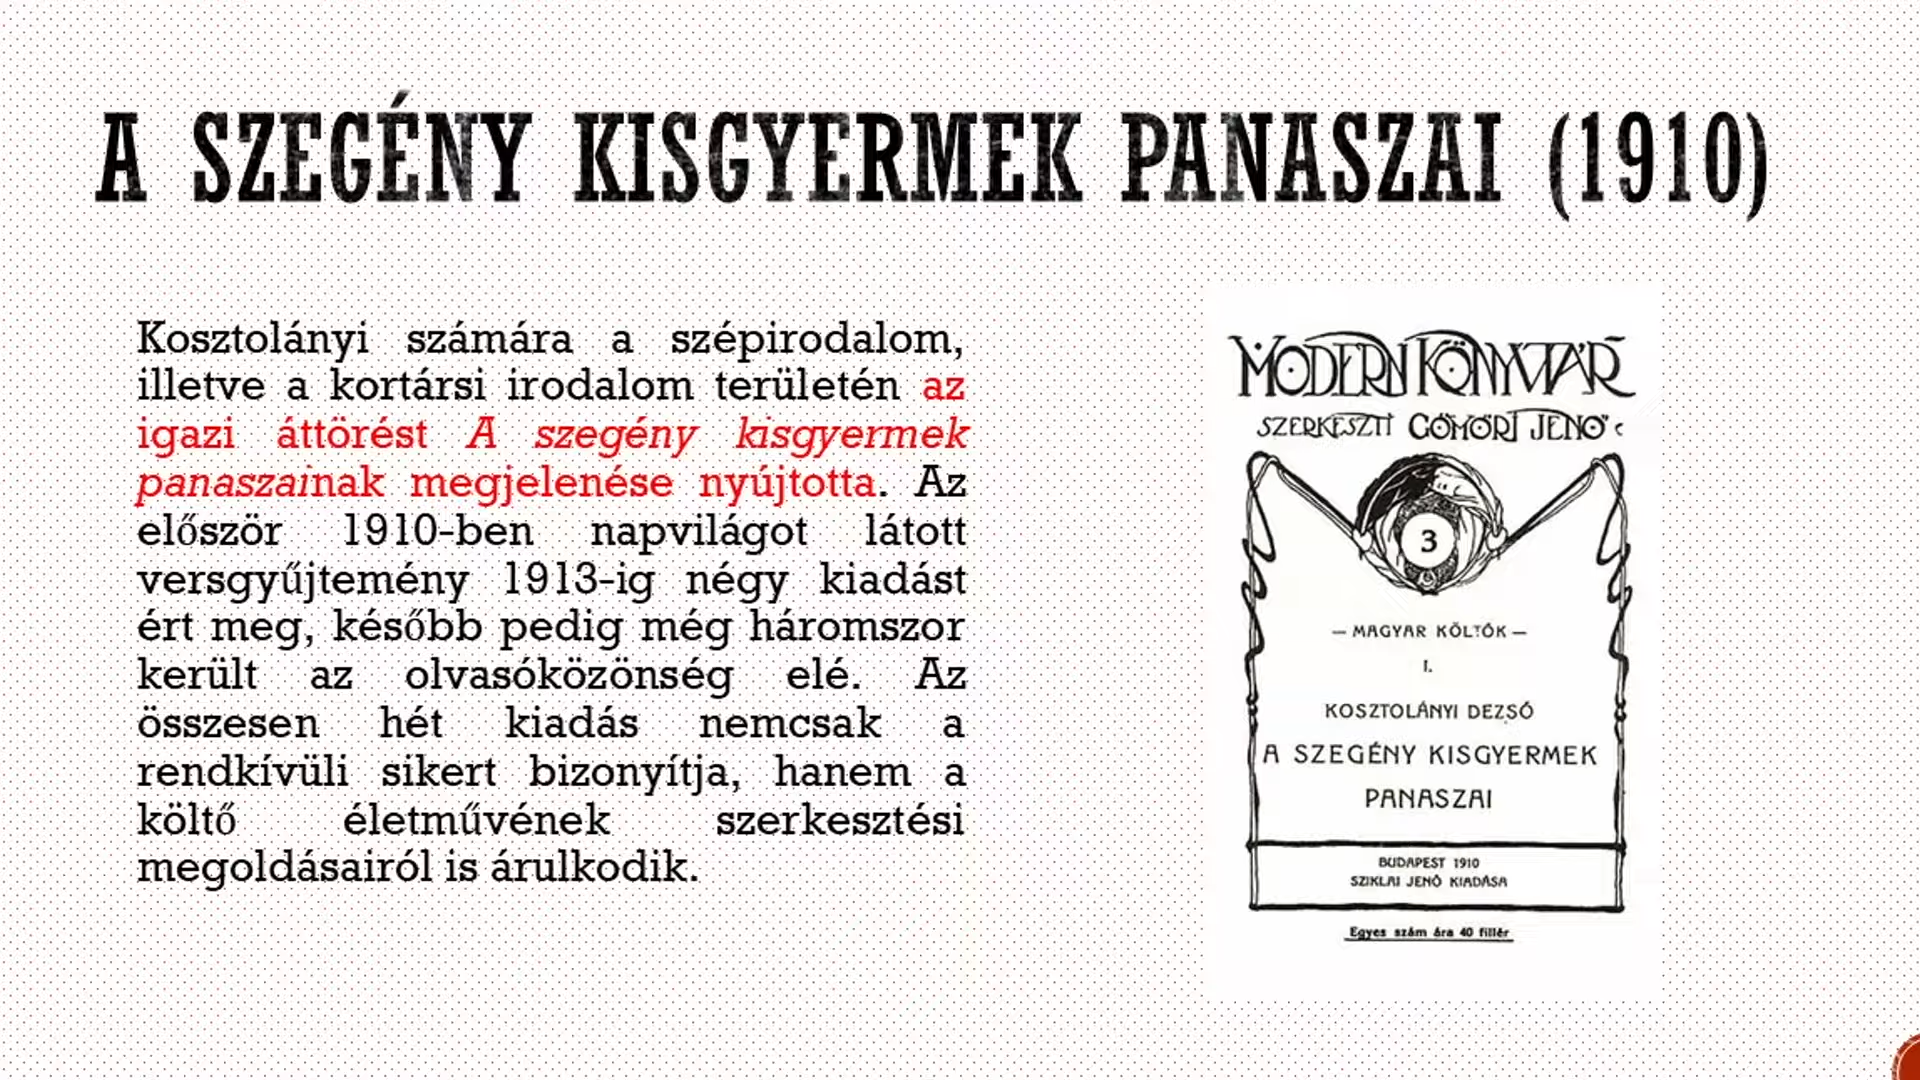 A SZEGÉNY KISGYERMEK PANASZAI (1910)
Kosztolányi számára a szépirodalom,
illetve a kortársi irodalom területén az
igazi áttörést A szegény kisgyermek
panaszainak megjelenése nyújtotta. Az
először 1910-ben napvilágot látott
versgyűjtemény 1913-ig négy kiadást
ért meg, később pedig még háromszor
került az olvasóközönség elé. Az
összesen hét kiadás nemcsak a
rendkívüli sikert bizonyítja, hanem a
költő életművének szerkesztési
megoldásairól is árulkodik.
MODERN KÖNYVTÁR
SZERKESZTI GÖMÖRI JENŐ
3
— MAGYAR KÖLTŐK —
I.
KOSZTOLÁNYI DEZSŐ
A SZEGÉNY KISGYERMEK
PANASZAI
BUDAPEST 1910
SZIKLAI JENŐ KIADÁSA
Egyes szám ára 40 fillér